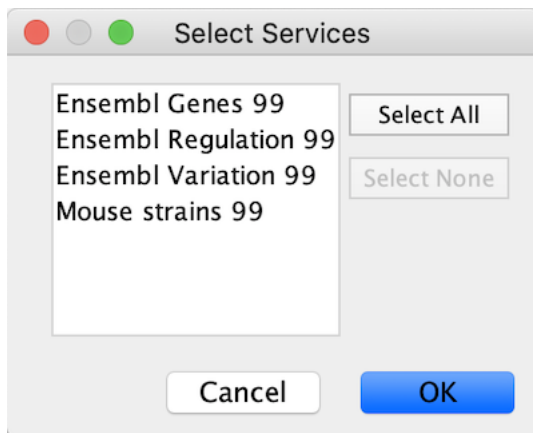 Select Services
Ensembl Genes 99
Ensembl Regulation 99
Ensembl Variation 99
Mouse strains 99
Select All
Select None
Cancel
OK